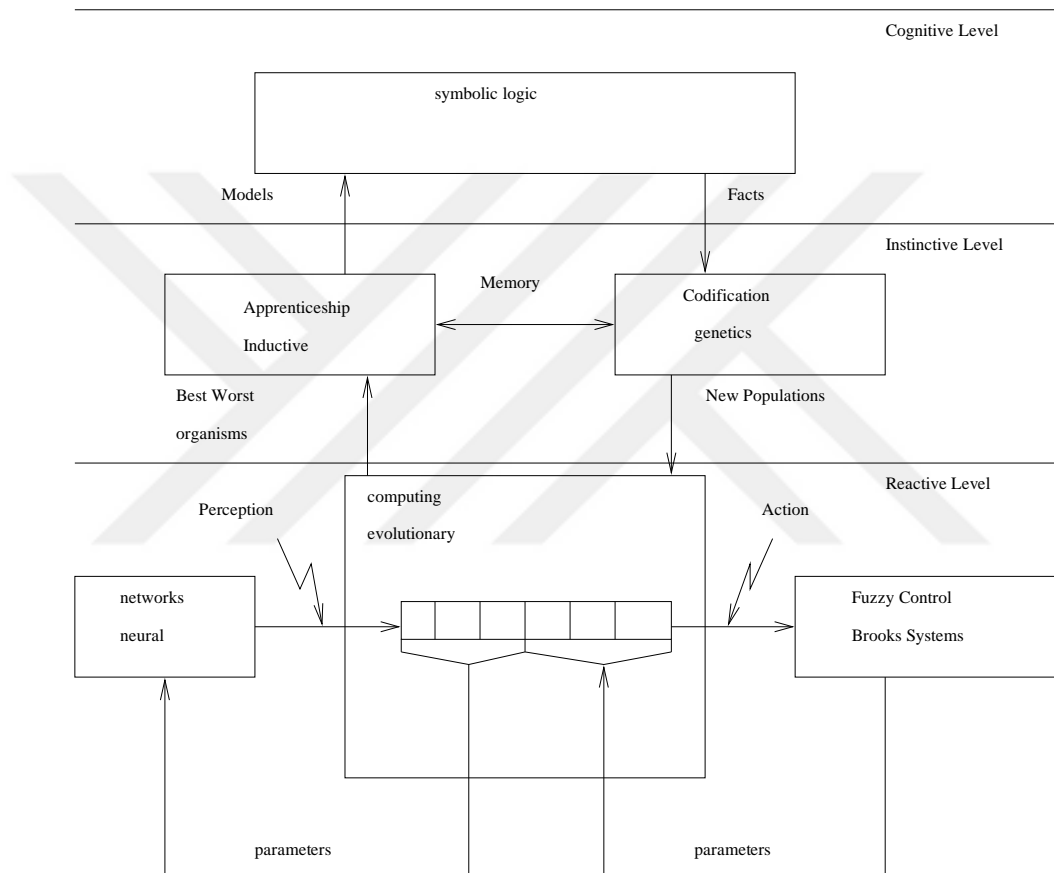 Cognitive Level
symbolic logic
Models
Facts
Instinctive Level
Apprenticeship
Inductive
Memory
Codification
genetics
Best Worst
organisms
New Populations
Reactive Level
computing
evolutionary
Perception
Action
networks
neural
Fuzzy Control
Brooks Systems
parameters
parameters